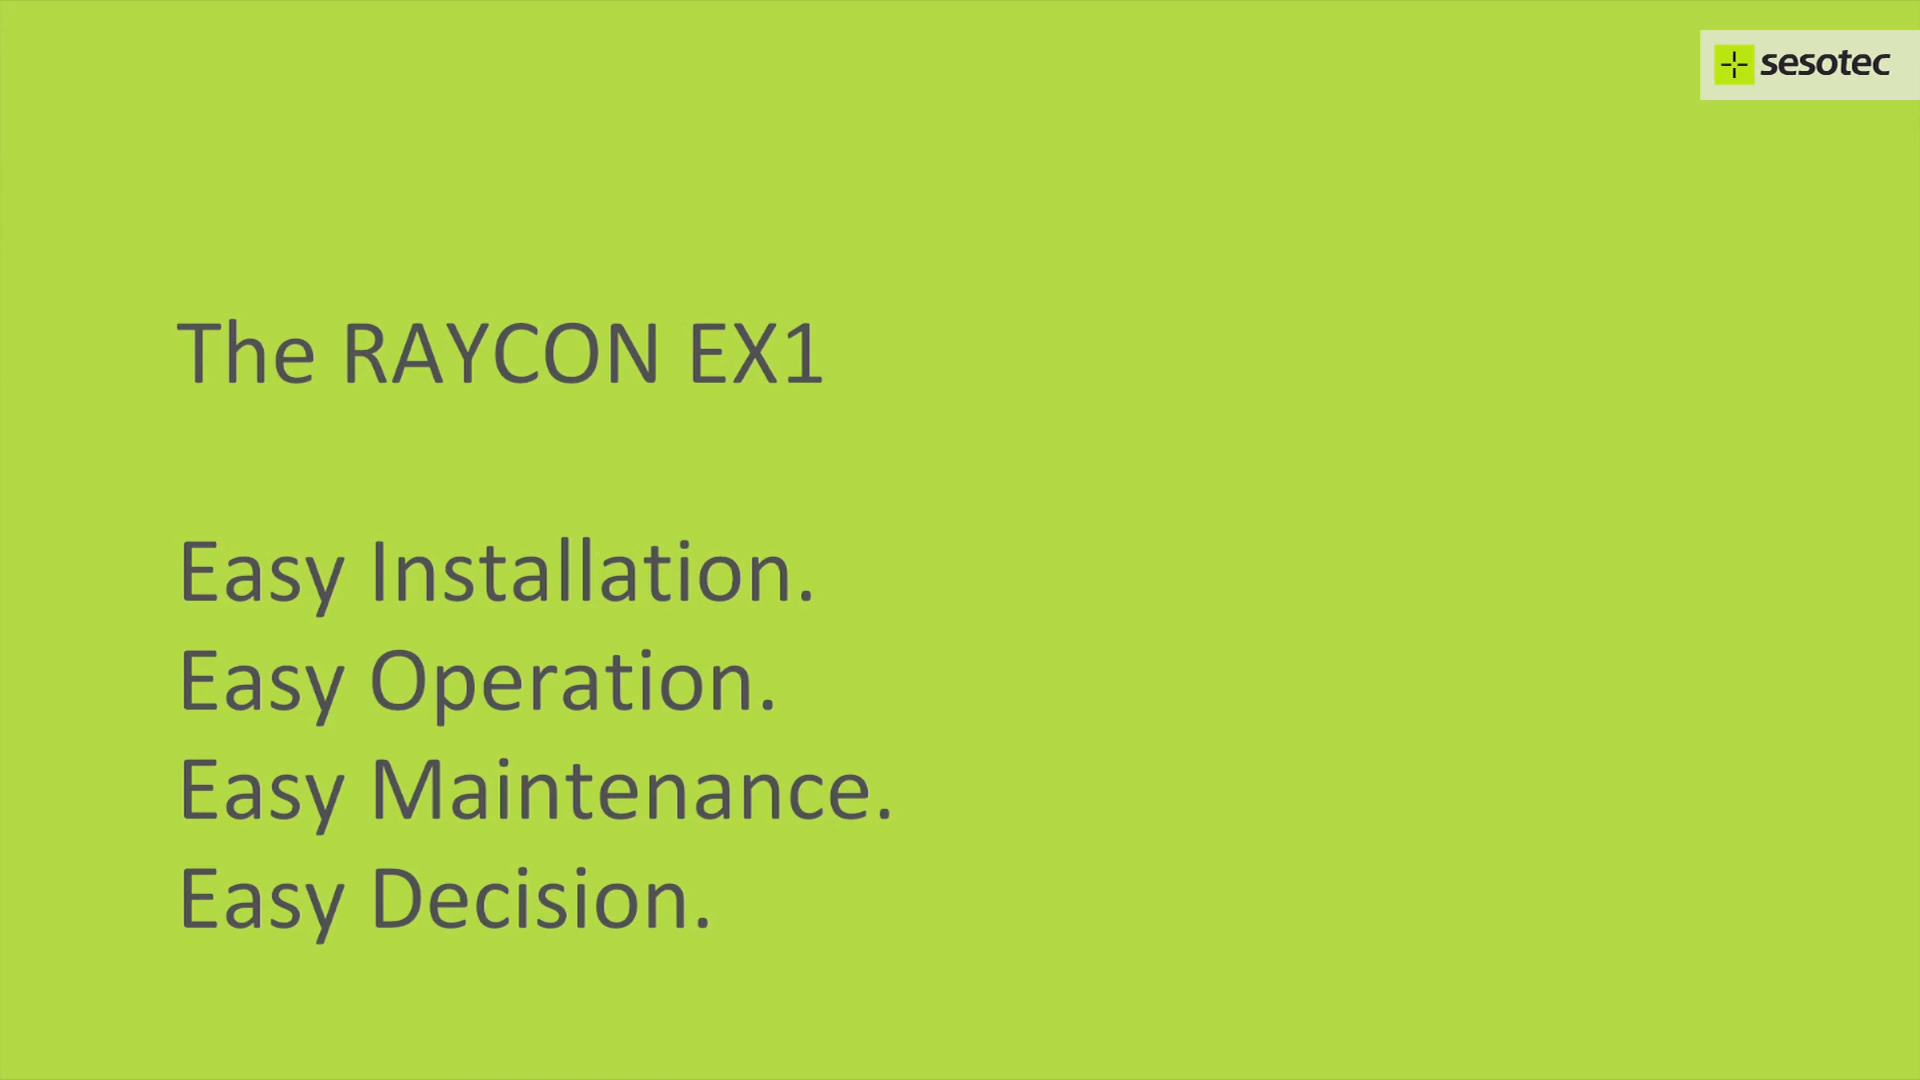 sesotec
The RAYCON EX1
Easy Installation.
Easy Operation.
Easy Maintenance.
Easy Decision.